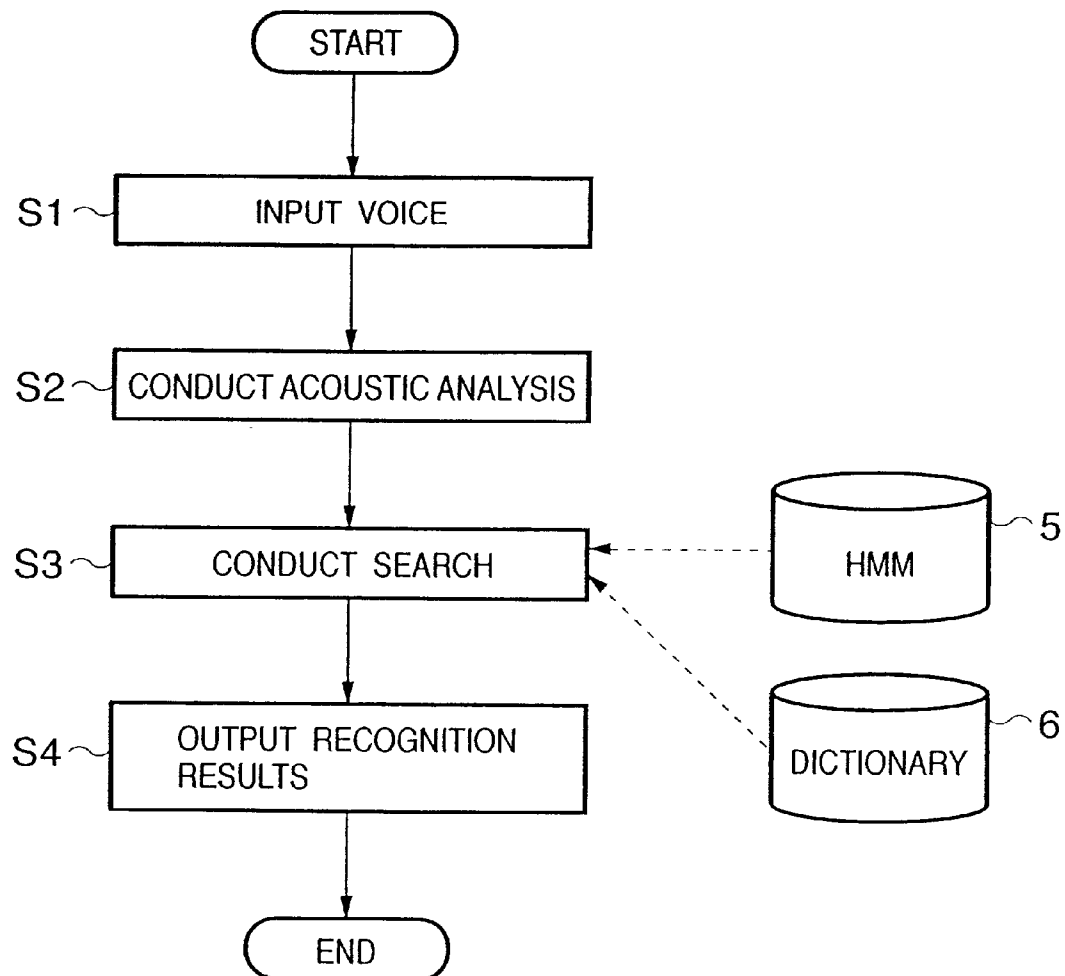 START
S1 INPUT VOICE
S2 CONDUCT ACOUSTIC ANALYSIS
S3 CONDUCT SEARCH
HMM 5
S4 OUTPUT RECOGNITION
RESULTS
DICTIONARY 6
END